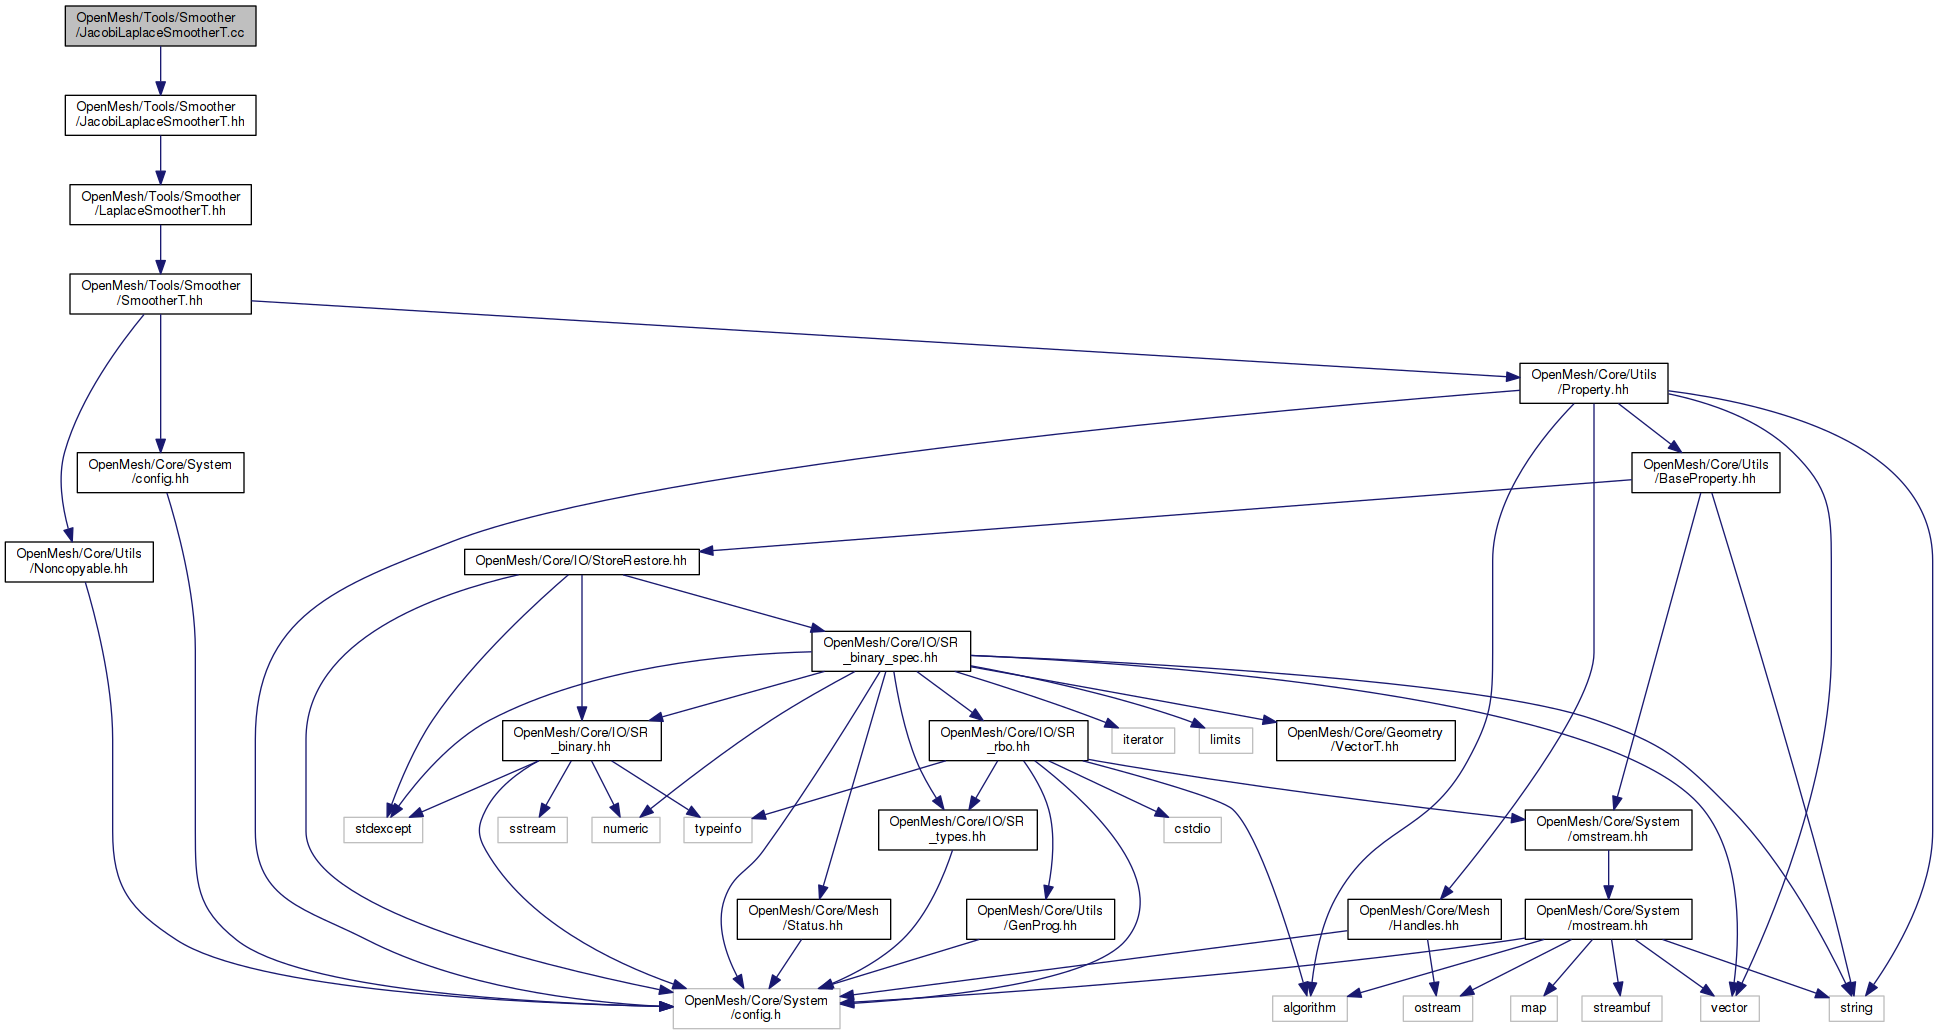 OpenMesh/Tools/Smoother
/JacobiLaplaceSmootherT.cc
OpenMesh/Tools/Smoother
/JacobiLaplaceSmootherT.hh
OpenMesh/Tools/Smoother
/LaplaceSmootherT.hh
OpenMesh/Tools/Smoother
/SmootherT.hh
OpenMesh/Core/Utils
/Property.hh
OpenMesh/Core/System
/config.hh
OpenMesh/Core/Utils
/BaseProperty.hh
OpenMesh/Core/Utils
/Noncopyable.hh
OpenMesh/Core/IO/StoreRestore.hh
OpenMesh/Core/IO/SR
_binary_spec.hh
OpenMesh/Core/IO/SR
_binary.hh
OpenMesh/Core/IO/SR
_rbo.hh
iterator
limits
OpenMesh/Core/Geometry
/VectorT.hh
stdexcept
sstream
numeric
typeinfo
OpenMesh/Core/IO/SR
_types.hh
cstdio
OpenMesh/Core/System
/omstream.hh
OpenMesh/Core/Mesh
/Status.hh
OpenMesh/Core/Utils
/GenProg.hh
OpenMesh/Core/Mesh
/Handles.hh
OpenMesh/Core/System
/mostream.hh
OpenMesh/Core/System
/config.h
algorithm
ostream
map
streambuf
vector
string